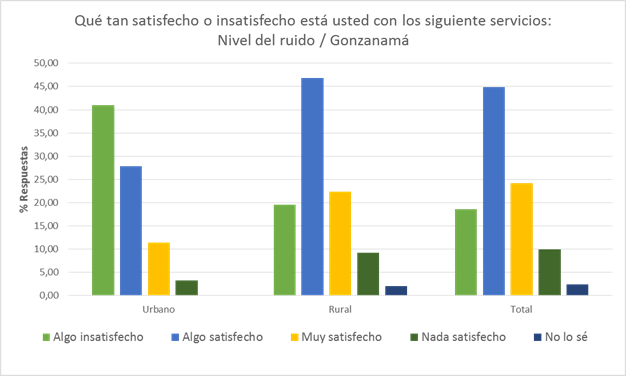 Qué tan satisfecho o insatisfecho está usted con los siguiente servicios:
Nivel del ruido / Gonzanamá
50,00
45,00
40,00
35,00
30,00
25,00
20,00
15,00
10,00
5,00
0,00
% Respuestas
Urbano Rural Total
Algo insatisfecho Algo satisfecho Muy satisfecho Nada satisfecho No lo sé